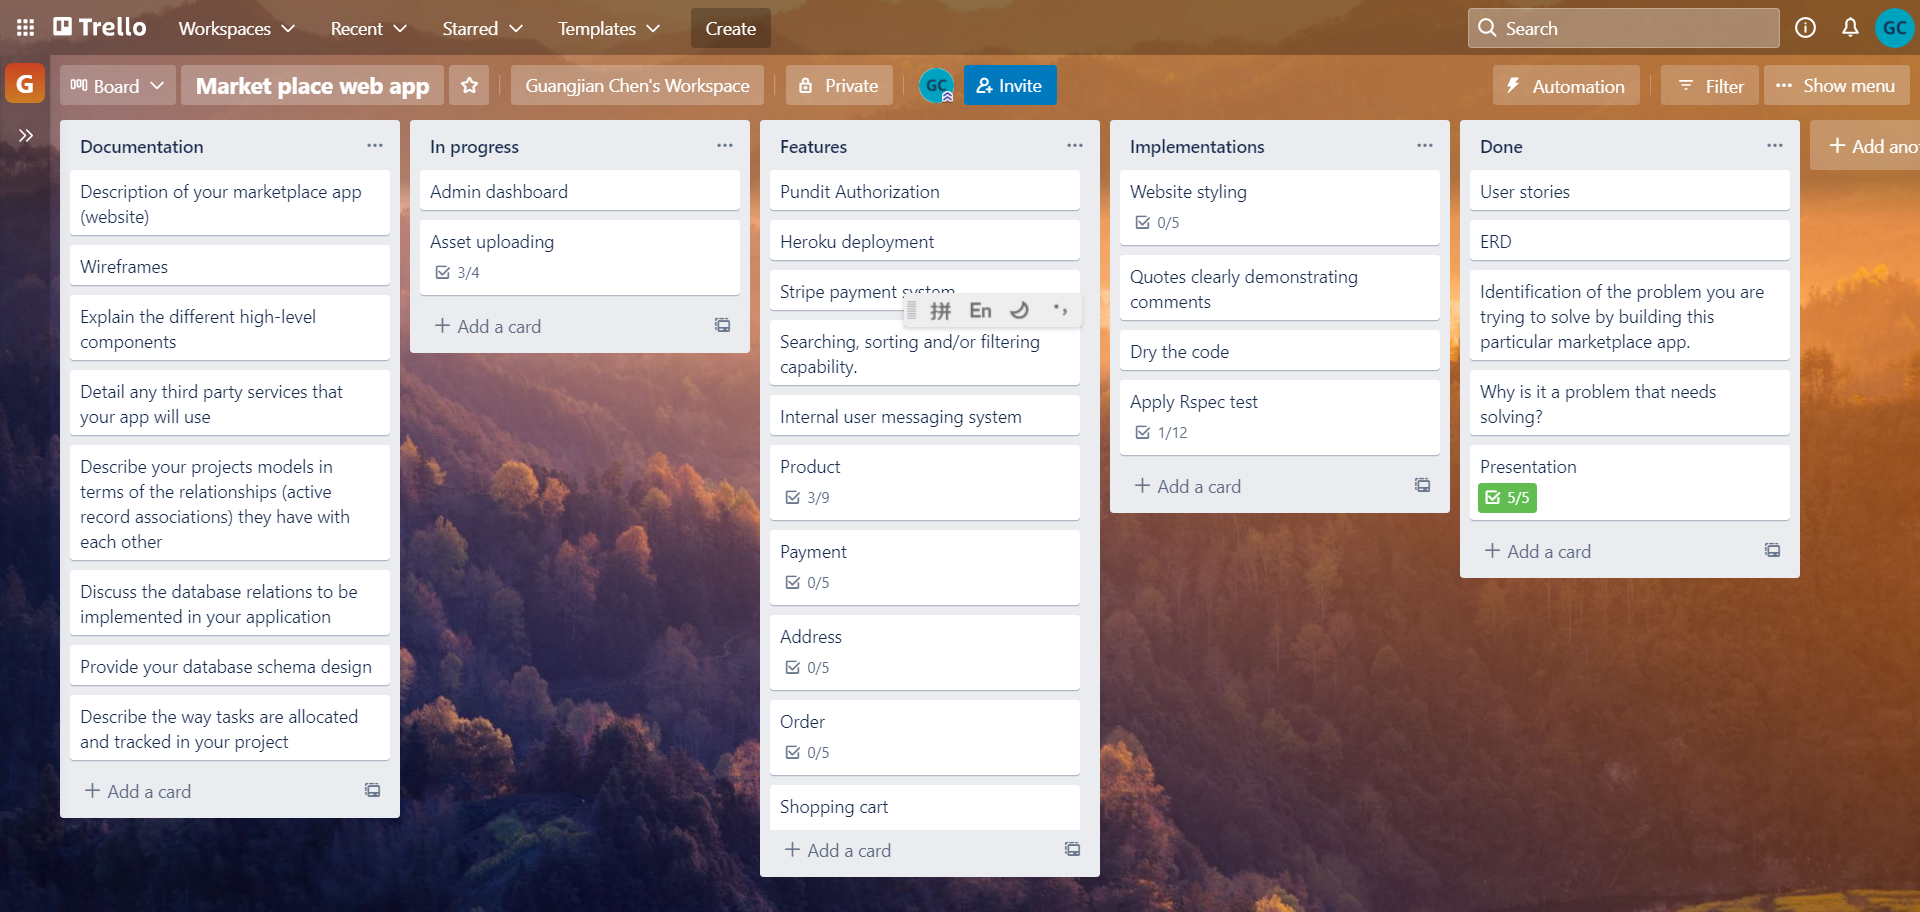 Trello
Workspaces
Recent
Starred
Templates
Create
Search
GC
G
Board
Market place web app
Guangjian Chen's Workspace
Private
GC
Invite
Automation
Filter
Show menu
Documentation
Description of your marketplace app
(website)
Wireframes
Explain the different high-level
components
Detail any third party services that
your app will use
Describe your projects models in
terms of the relationships (active
record associations) they have with
each other
Discuss the database relations to be
implemented in your application
Provide your database schema design
Describe the way tasks are allocated
and tracked in your project
+ Add a card
In progress
Admin dashboard
Asset uploading
3/4
+ Add a card
Features
Pundit Authorization
Heroku deployment
Stripe payment system
拼 En
Searching, sorting and/or filtering
capability.
Internal user messaging system
Product
3/9
Payment
0/5
Address
0/5
Order
0/5
Shopping cart
+ Add a card
Implementations
Website styling
0/5
Quotes clearly demonstrating
comments
Dry the code
Apply Rspec test
1/12
+ Add a card
Done
User stories
ERD
Identification of the problem you are
trying to solve by building this
particular marketplace app.
Why is it a problem that needs
solving?
Presentation
5/5
+ Add a card
+ Add ano